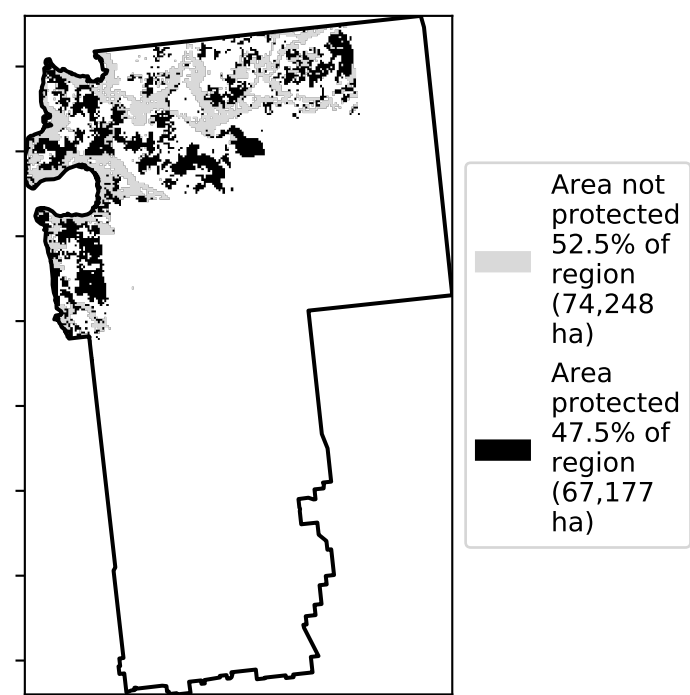 Area not
protected
52.5% of
region
(74,248
ha)
Area
protected
47.5% of
region
(67,177
ha)